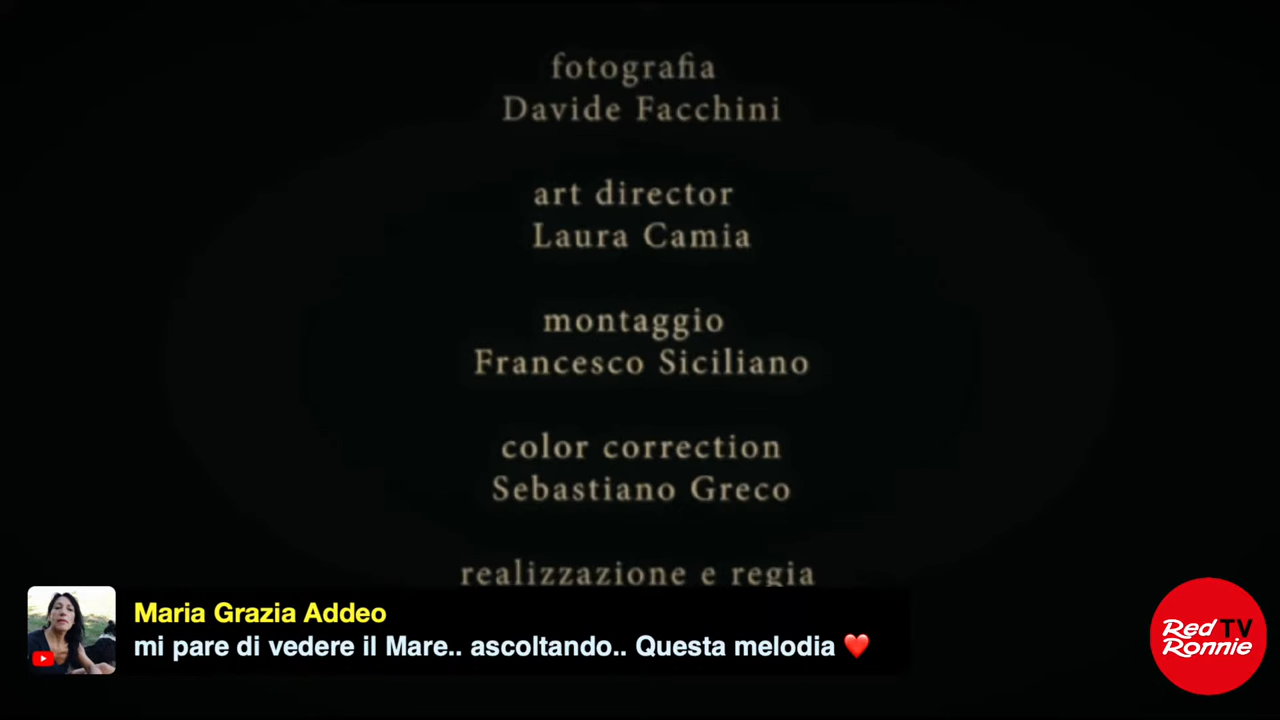 fotografia
Davide Facchini
art director
Laura Camia
montaggio
Francesco Siciliano
color correction
Sebastiano Greco
realizzazione e regia
Maria Grazia Addeo
mi pare di vedere il Mare.. ascoltando.. Questa melodia ❤️
Red TV
Ronnie